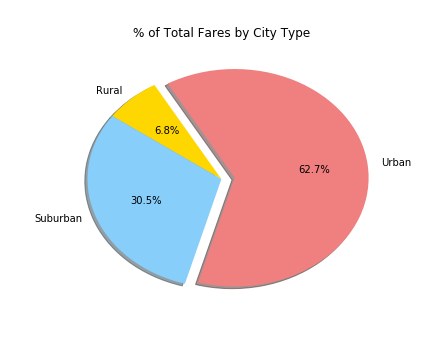 % of Total Fares by City Type
Rural
6.8%
Urban
62.7%
30.5%
Suburban